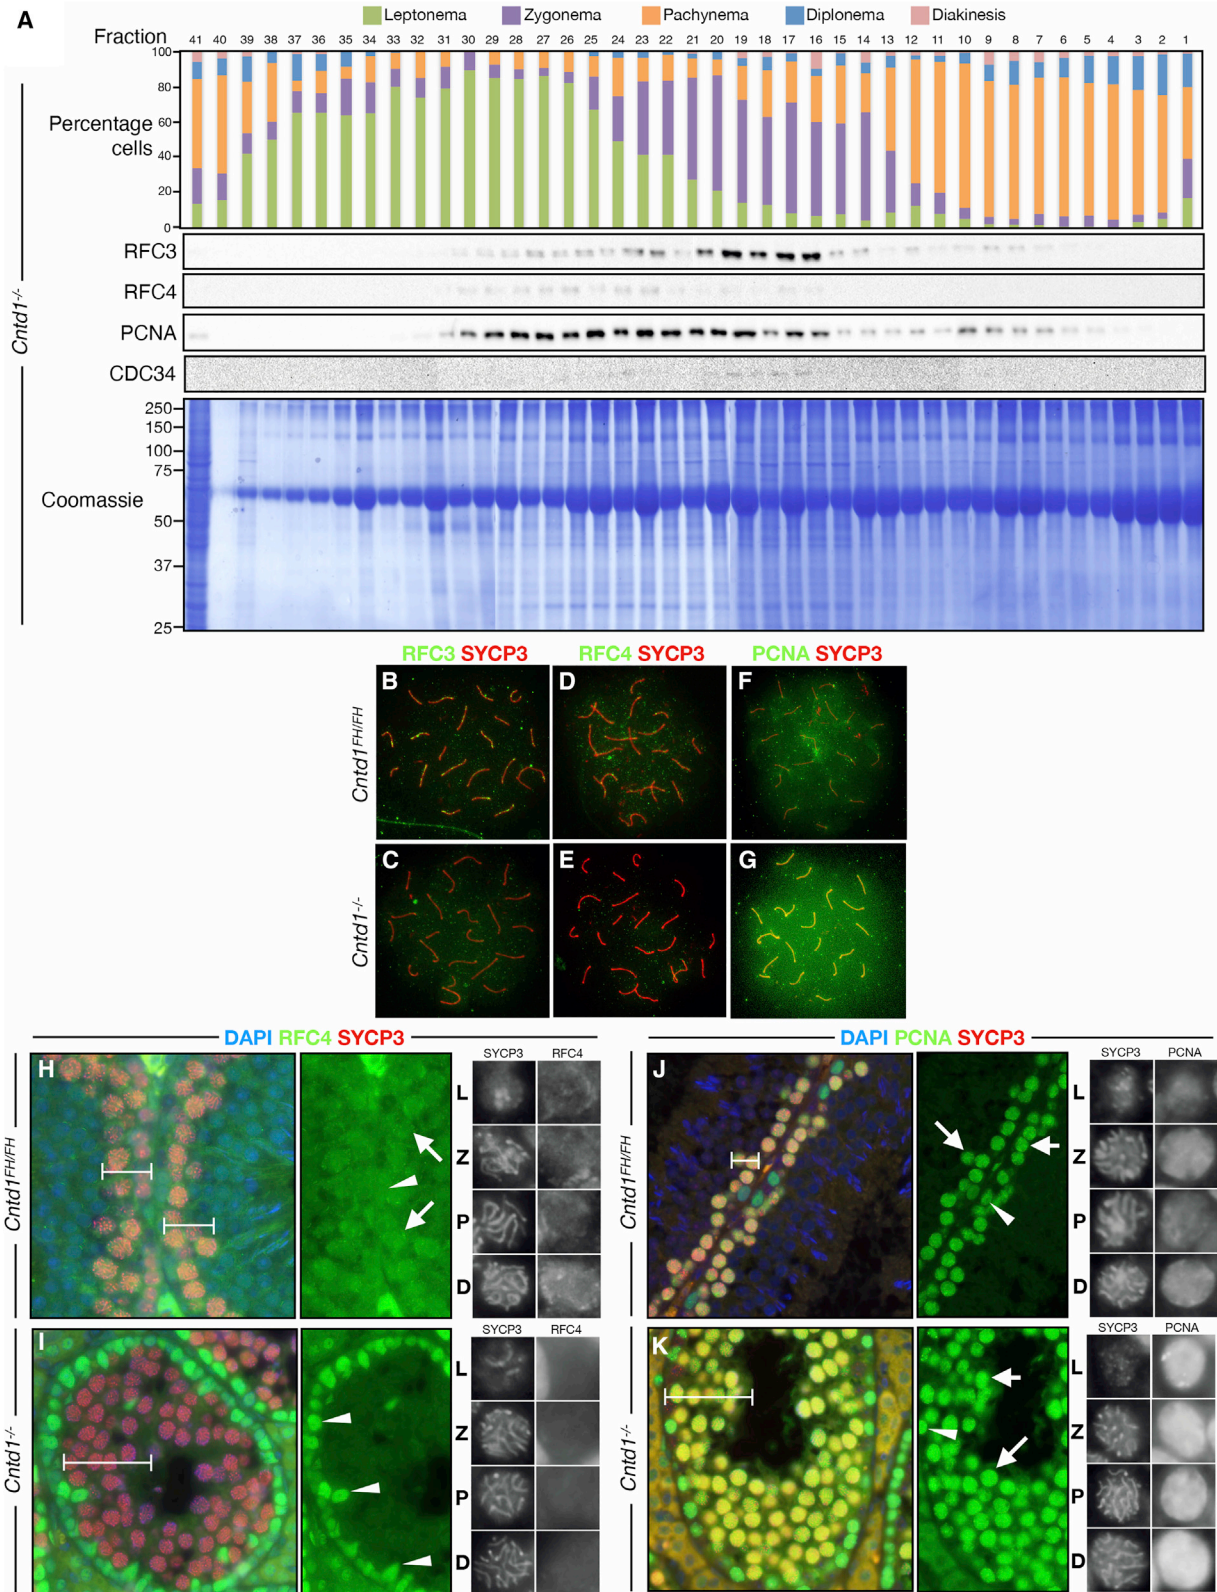 A
Leptonema Zygonema Pachynema Diplonema Diakinesis
Fraction 41 40 39 38 37 36 35 34 33 32 31 30 29 28 27 26 25 24 23 22 21 20 19 18 17 16 15 14 13 12 11 10 9 8 7 6 5 4 3 2 1
100
80
Percentage
60
cells
40
20
0
Cntd1-/-
RFC3
RFC4
PCNA
CDC34
250
150
100
75
Coomassie
50
37
25
RFC3 SYCP3 RFC4 SYCP3 PCNA SYCP3
Cntd1FH/FH
B D F
Cntd1-/-
C E G
DAPI RFC4 SYCP3 DAPI PCNA SYCP3
Cntd1FH/FH
H
SYCP3 RFC4
L
Z
P
D
Cntd1FH/FH
J
SYCP3 PCNA
L
Z
P
D
Cntd1-/-
I
SYCP3 RFC4
L
Z
P
D
Cntd1-/-
K
SYCP3 PCNA
L
Z
P
D